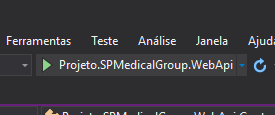 Ferramentas Teste Análise Janela Ajuda
Projeto.SPMedicalGroup.WebApi